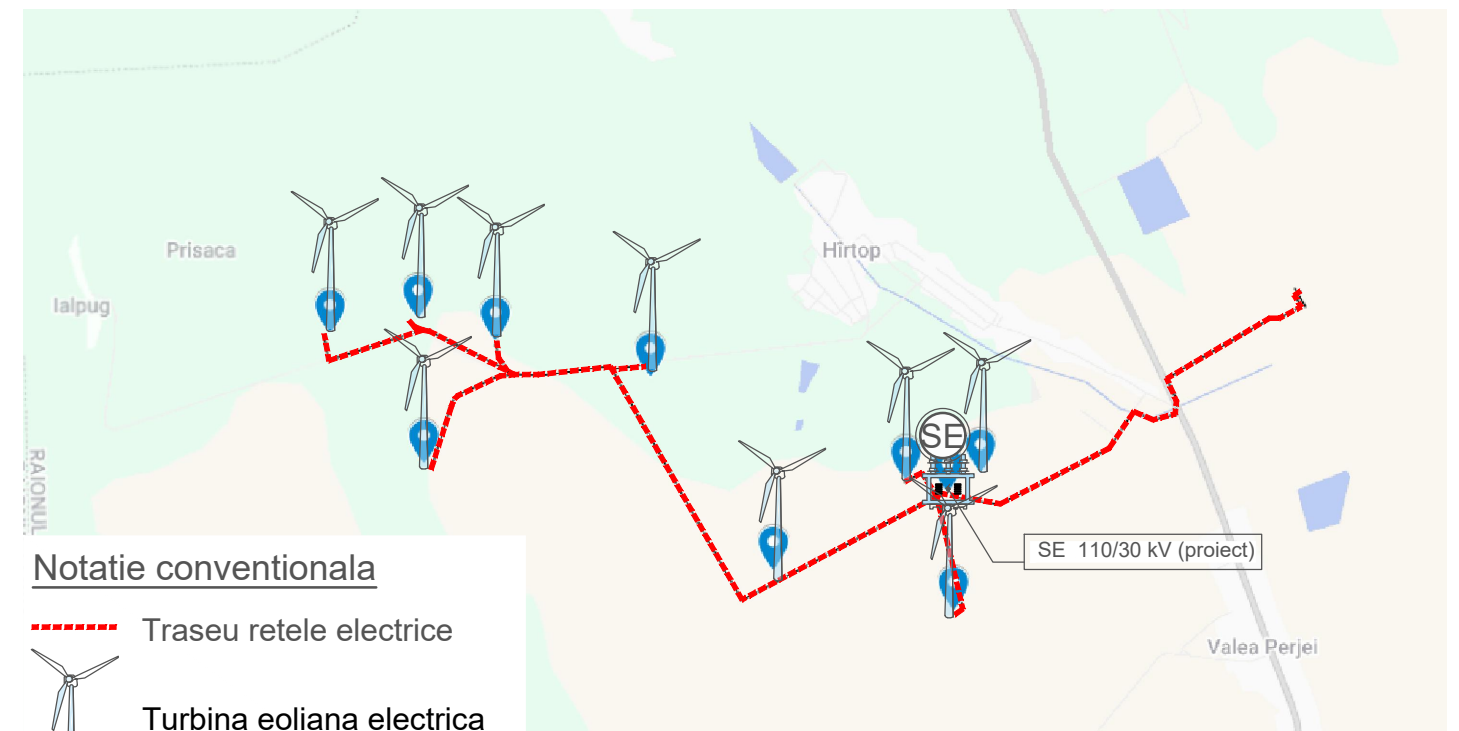 Prisaca
Hîrtop
Ialpug
SE
RAIONUL
SE 110/30 kV (proiect)
Notatie conventionala
Traseu retele electrice
Valea Perjei
Turbina eoliana electrica